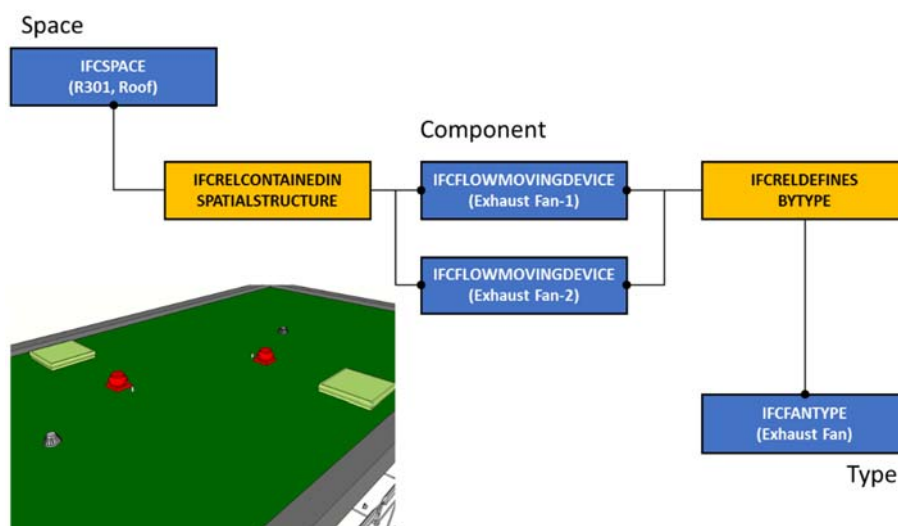 Space
IFCSPACE
(R301, Roof)
Component
IFCRELCONTAINEDIN
SPATIALSTRUCTURE
IFCFLOWMOVINGDEVICE
(Exhaust Fan-1)
IFCRELDEFINES
BYTYPE
IFCFLOWMOVINGDEVICE
(Exhaust Fan-2)
IFCFANTYPE
(Exhaust Fan)
Type